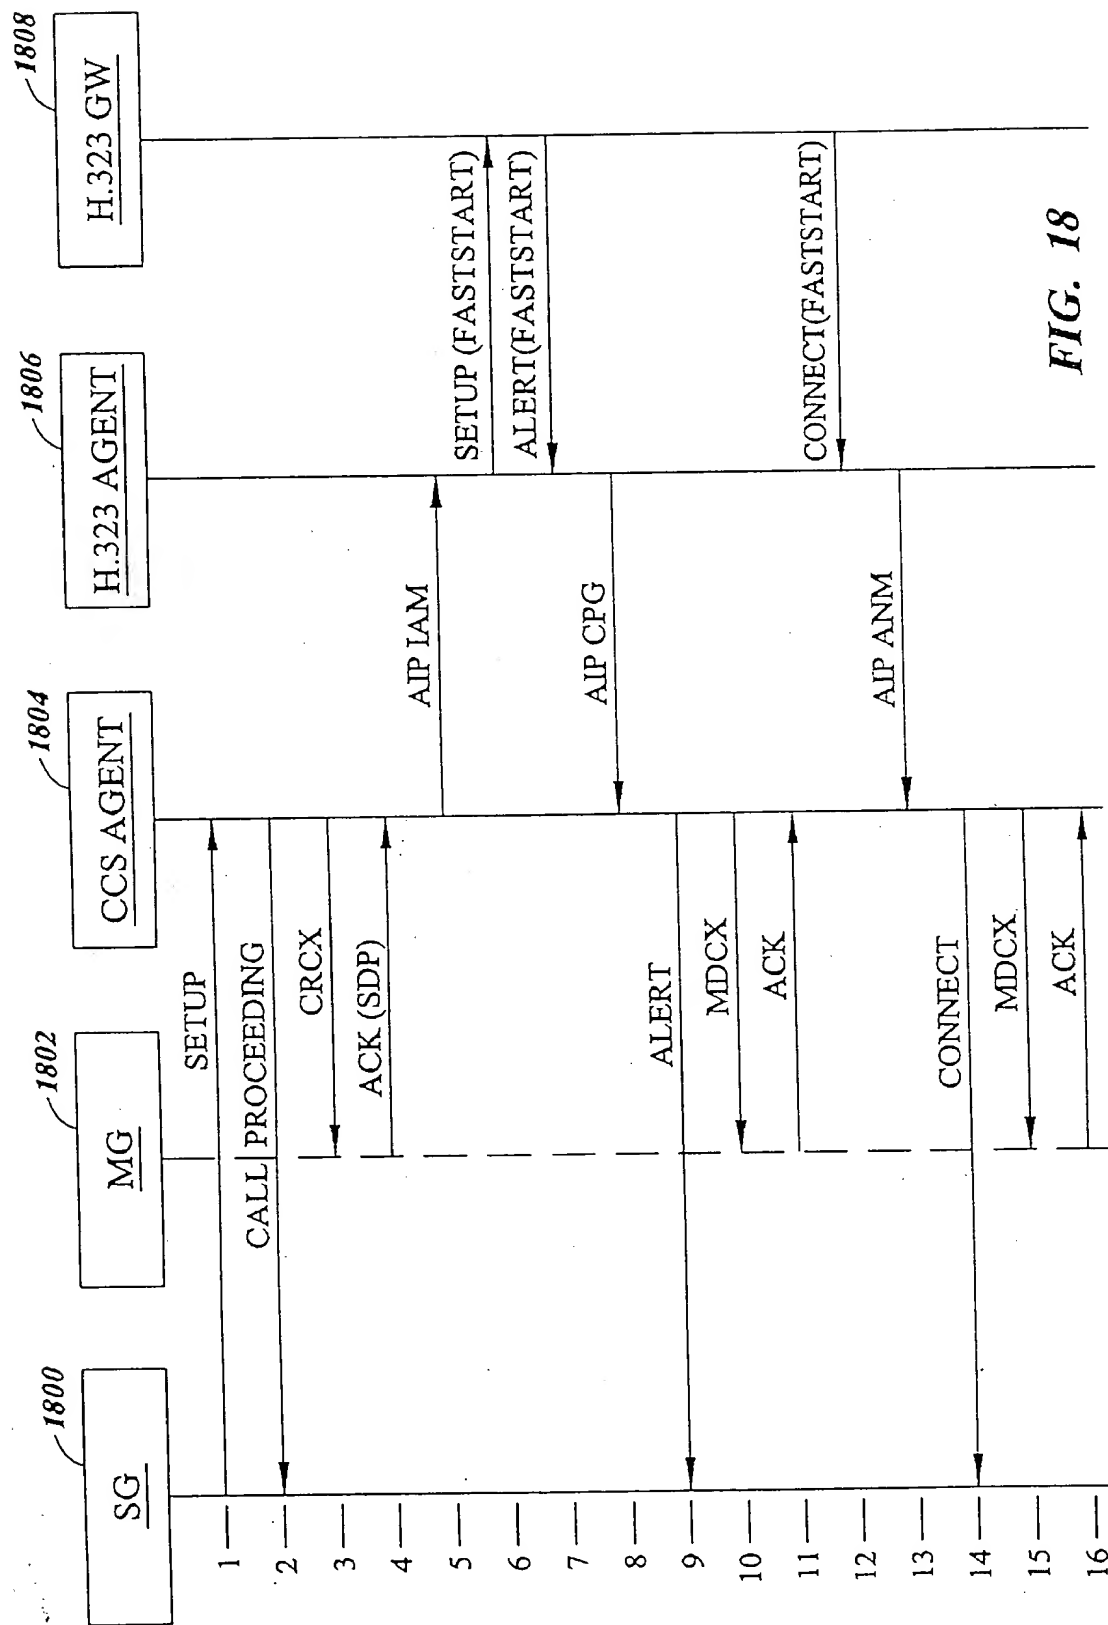 1800
SG
1802
MG
1804
CCS AGENT
1806
H.323 AGENT
1808
H.323 GW
1
SETUP
2
CALL PROCEEDING
3
CRCX
4
ACK (SDP)
5
AIP IAM
6
SETUP (FASTSTART)
7
ALERT(FASTSTART)
8
AIP CPG
9
ALERT
10
MDCX
11
ACK
12
CONNECT(FASTSTART)
13
AIP ANM
14
CONNECT
15
MDCX
16
ACK
FIG. 18